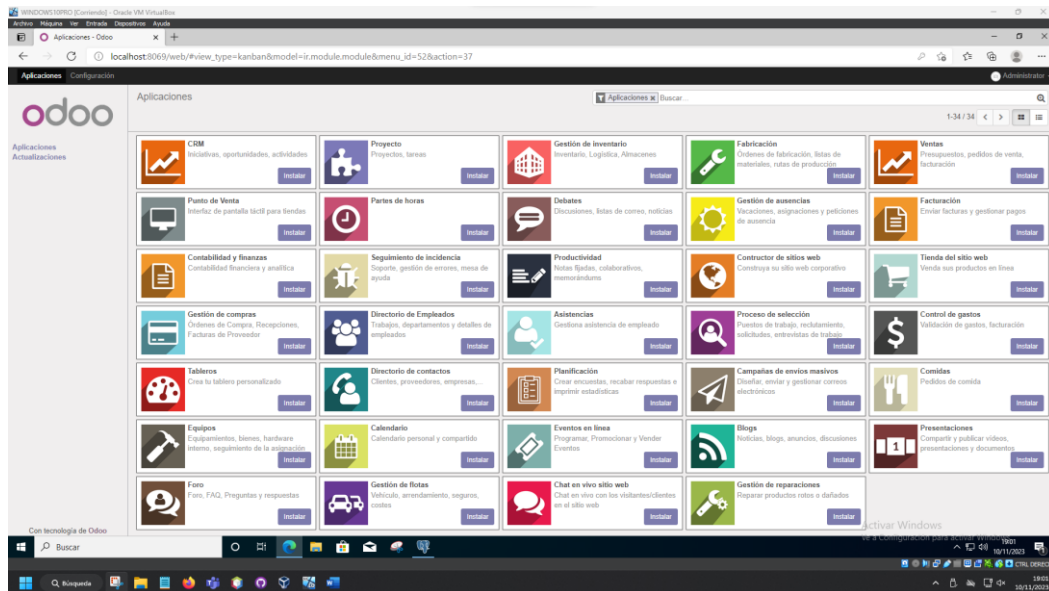 WINDOWS10PRO [Corriendo] - Oracle VM VirtualBox
Archivo Máquina Ver Entrada Dispositivos Ayuda
Aplicaciones - Odoo
localhost:8069/web/#view_type=kanban&model=ir.module.module&menu_id=52&action=37
Aplicaciones Configuración
Administrator
odoo
Aplicaciones
Aplicaciones Buscar...
1-34 / 34
Aplicaciones
Actualizaciones
CRM
Iniciativas, oportunidades, actividades
Instalar
Proyecto
Proyectos, tareas
Instalar
Gestión de inventario
Inventario, Logística, Almacenes
Instalar
Fabricación
Órdenes de fabricación, listas de
materiales, rutas de producción
Instalar
Ventas
Presupuestos, pedidos de venta,
facturación
Instalar
Punto de Venta
Interfaz de pantalla táctil para tiendas
Instalar
Partes de horas
Instalar
Debates
Discusiones, listas de correo, noticias
Instalar
Gestión de ausencias
Vacaciones, asignaciones y peticiones
de ausencia
Instalar
Facturación
Enviar facturas y gestionar pagos
Instalar
Contabilidad y finanzas
Contabilidad financiera y analítica
Instalar
Seguimiento de incidencia
Soporte, gestión de errores, mesa de
ayuda
Instalar
Productividad
Notas fijadas, colaborativos,
memorándums
Instalar
Contructor de sitios web
Construya su sitio web corporativo
Instalar
Tienda del sitio web
Venda sus productos en línea
Instalar
Gestión de compras
Órdenes de Compra, Recepciones,
Facturas de Proveedor
Instalar
Directorio de Empleados
Trabajos, departamentos y detalles de
empleados
Instalar
Asistencias
Gestiona asistencia de empleado
Instalar
Proceso de selección
Puestos de trabajo, reclutamiento,
solicitudes, entrevistas de trabajo
Instalar
Control de gastos
Validación de gastos, facturación
Instalar
Tableros
Crea tu tablero personalizado
Instalar
Directorio de contactos
Clientes, proveedores, empresas,...
Instalar
Planificación
Crear encuestas, recabar respuestas e
imprimir estadísticas
Instalar
Campañas de envíos masivos
Diseñar, enviar y gestionar correos
electrónicos
Instalar
Comidas
Pedidos de comida
Instalar
Equipos
Equipamientos, bienes, hardware
interno, seguimiento de la asignación
Instalar
Calendario
Calendario personal y compartido
Instalar
Eventos en línea
Programar, Promocionar y Vender
Eventos
Instalar
Blogs
Noticias, blogs, anuncios, discusiones
Instalar
1
Presentaciones
Compartir y publicar vídeos,
presentaciones y documentos
Instalar
Foro
Foro, FAQ, Preguntas y respuestas
Instalar
Gestión de flotas
Vehículo, arrendamiento, seguros,
costos
Instalar
Chat en vivo sitio web
Chat en vivo con los visitantes/clientes
en el sitio web
Instalar
Gestión de reparaciones
Reparar productos rotos o dañados
Instalar
Con tecnología de Odoo
Activar Windows
Ve a Configuración para activar Windows.
Buscar
19:01
10/11/2023
CTRL DERECH
Búsqueda
19:01
10/11/2023